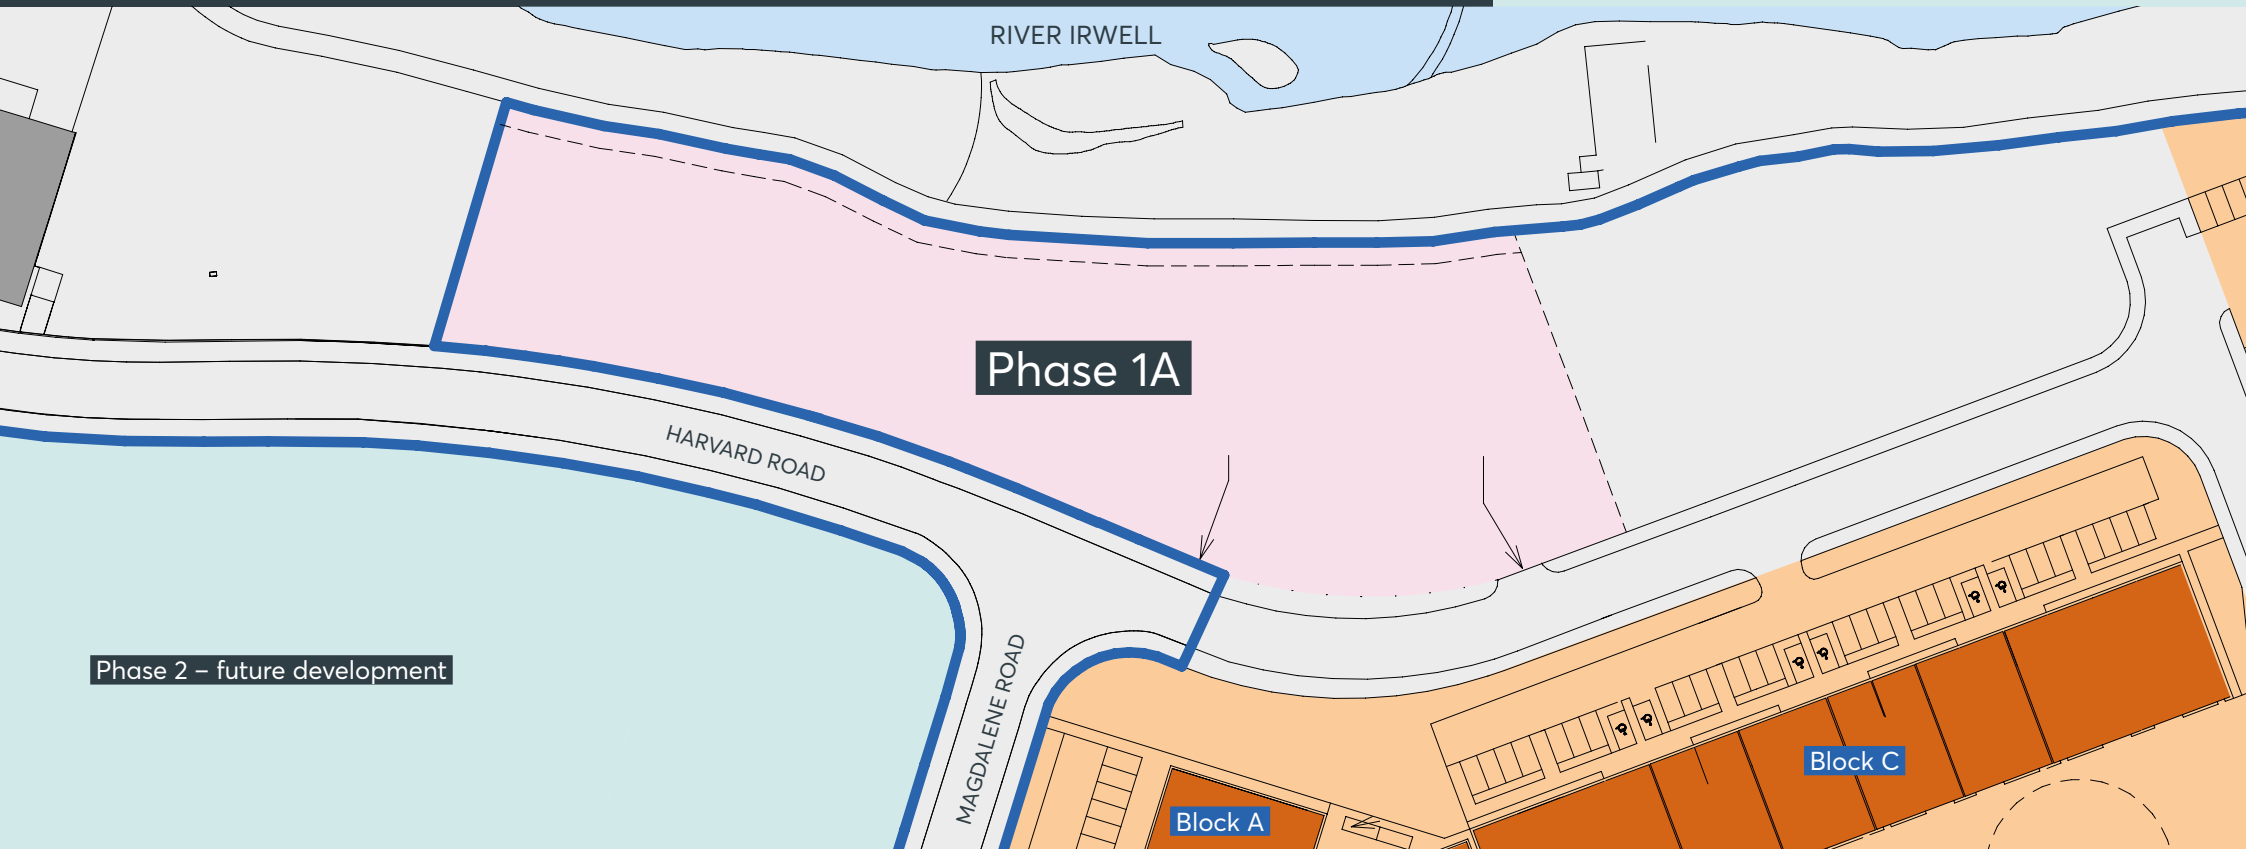 RIVER IRWELL
Phase 1A
HARVARD ROAD
Phase 2 – future development
MAGDALENE ROAD
Block C
Block A